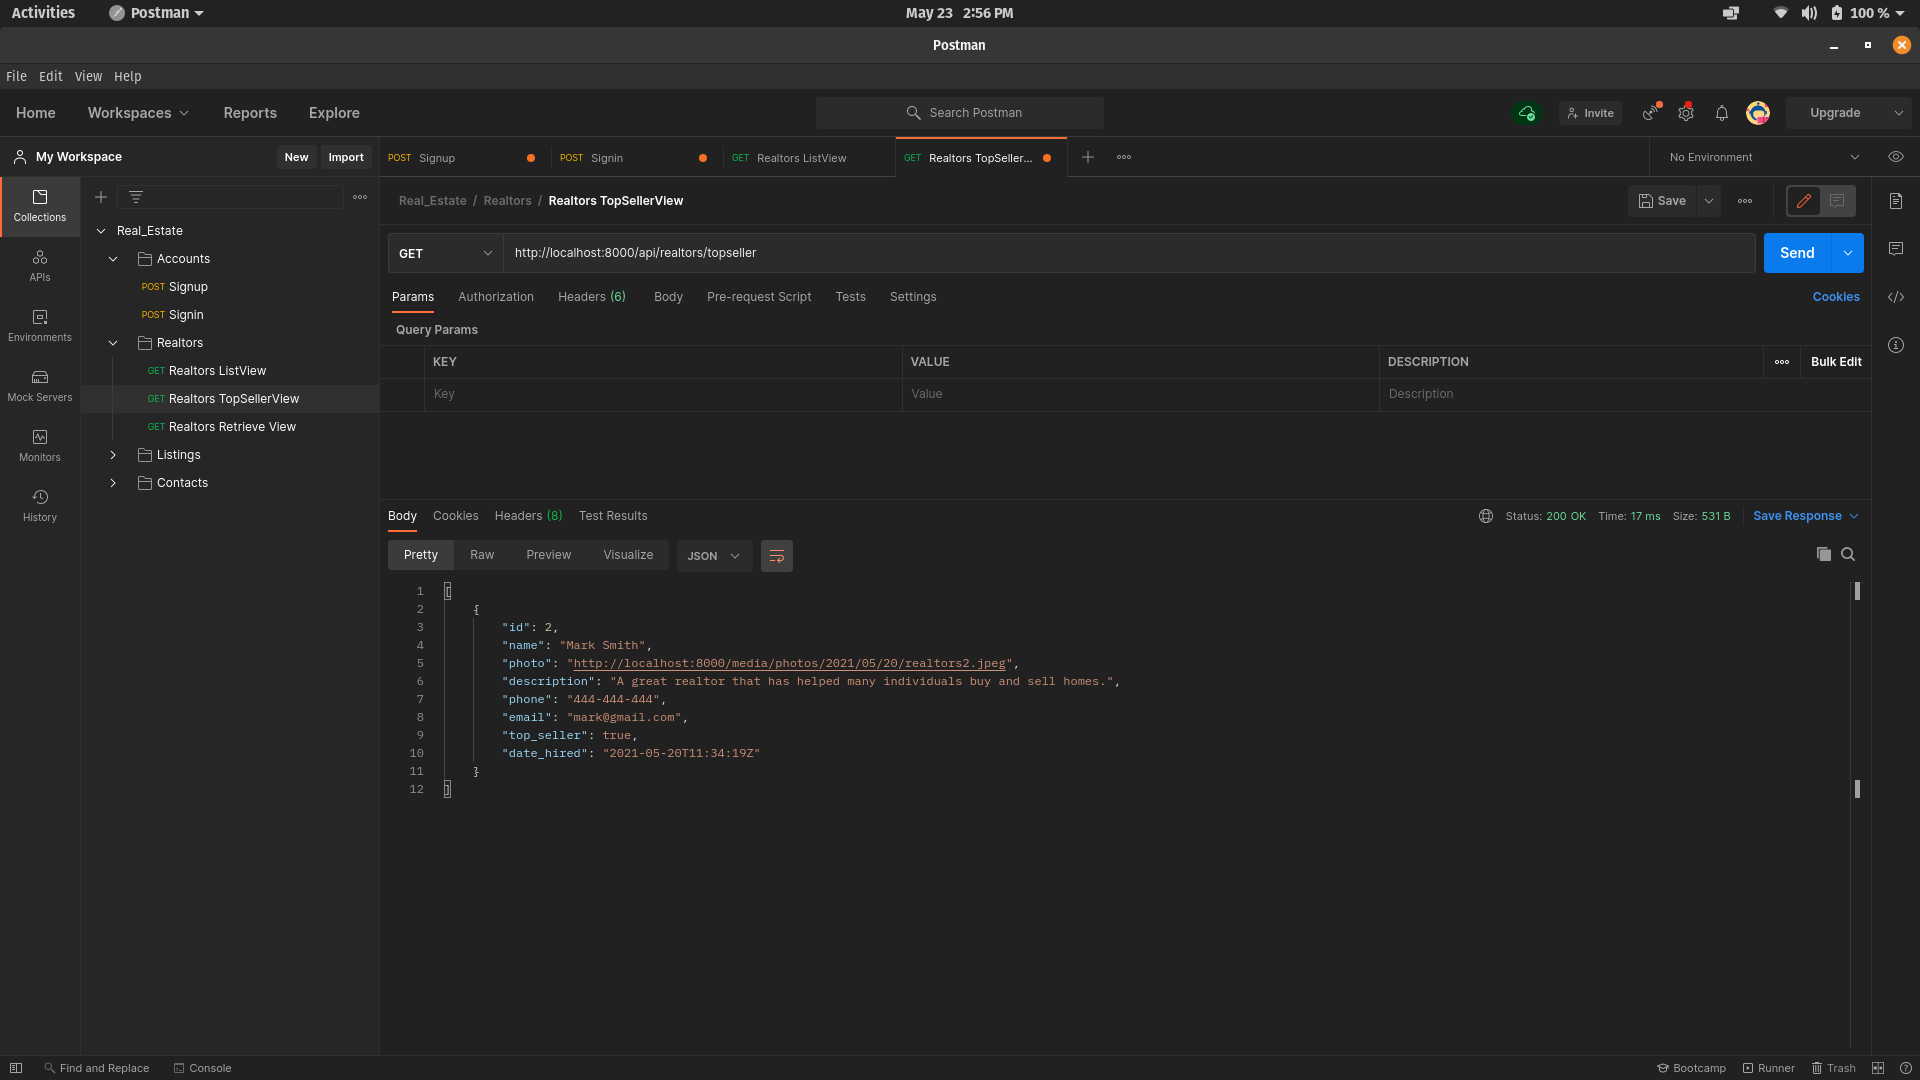 Activities Postman May 23 2:56 PM 100 %
Postman
File Edit View Help
Home Workspaces Reports Explore Search Postman Invite Upgrade
My Workspace New Import
POST Signup POST Signin GET Realtors ListView GET Realtors TopSeller... No Environment
Collections
APIs
Environments
Mock Servers
Monitors
History
Real_Estate
Accounts
POST Signup
POST Signin
Realtors
GET Realtors ListView
GET Realtors TopSellerView
GET Realtors Retrieve View
Listings
Contacts
Real_Estate / Realtors / Realtors TopSellerView Save
GET http://localhost:8000/api/realtors/topseller Send
Params Authorization Headers (6) Body Pre-request Script Tests Settings Cookies
Query Params
KEY VALUE DESCRIPTION Bulk Edit
Key Value Description
Body Cookies Headers (8) Test Results Status: 200 OK Time: 17 ms Size: 531 B Save Response
Pretty Raw Preview Visualize JSON
1 [
2 {
3 "id": 2,
4 "name": "Mark Smith",
5 "photo": "http://localhost:8000/media/photos/2021/05/20/realtors2.jpeg",
6 "description": "A great realtor that has helped many individuals buy and sell homes.",
7 "phone": "444-444-444",
8 "email": "mark@gmail.com",
9 "top_seller": true,
10 "date_hired": "2021-05-20T11:34:19Z"
11 }
12 ]
Find and Replace Console Bootcamp Runner Trash